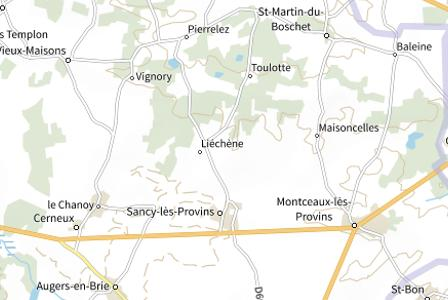 St-Martin-du-
Boschet
Pierrelez
s Templon
Vieux-Maisons
Baleine
Toulotte
Vignory
Maisoncelles
Liéchène
le Chanoy
Cerneux
Sancy-lès-Provins
Montceaux-lès-
Provins
Augers-en-Brie
St-Bon